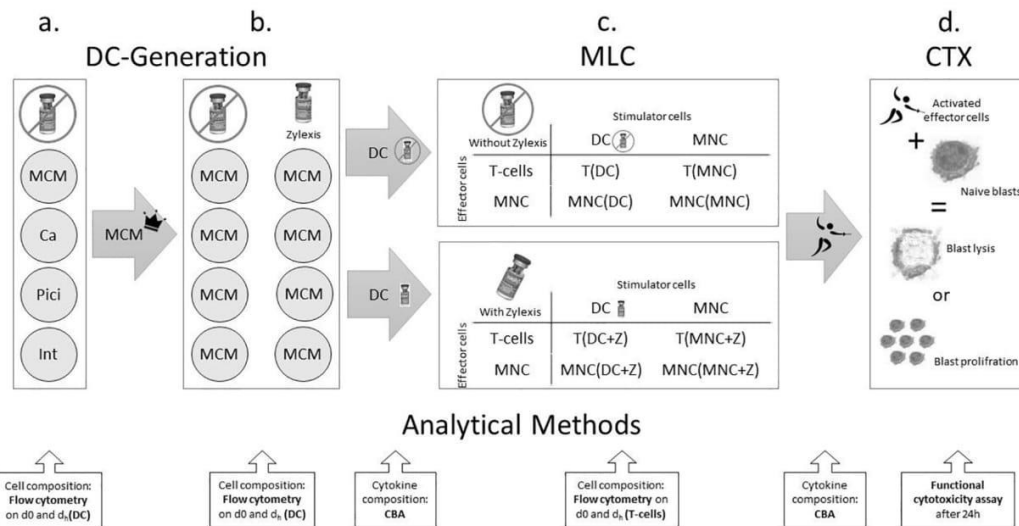 a.
b.
c.
d.
DC-Generation
MLC
CTX
Zylexis
MCM
Ca
Pici
Int
MCM
MCM MCM
MCM MCM
MCM MCM
MCM MCM
DC
DC
Without Zylexis
Stimulator cells
DC MNC
Effector cells
T-cells T(DC) T(MNC)
MNC MNC(DC) MNC(MNC)
With Zylexis
Stimulator cells
DC MNC
Effector cells
T-cells T(DC+Z) T(MNC+Z)
MNC MNC(DC+Z) MNC(MNC+Z)
Activated
effector cells
+
Naive blasts
=
Blast lysis
or
Blast prolifration
Analytical Methods
Cell composition:
Flow cytometry
on d0 and dh(DC)
Cell composition:
Flow cytometry
on d0 and dh (DC)
Cytokine
composition:
CBA
Cell composition:
Flow cytometry on
d0 and dh (T-cells)
Cytokine
composition:
CBA
Functional
cytotoxicity assay
after 24h